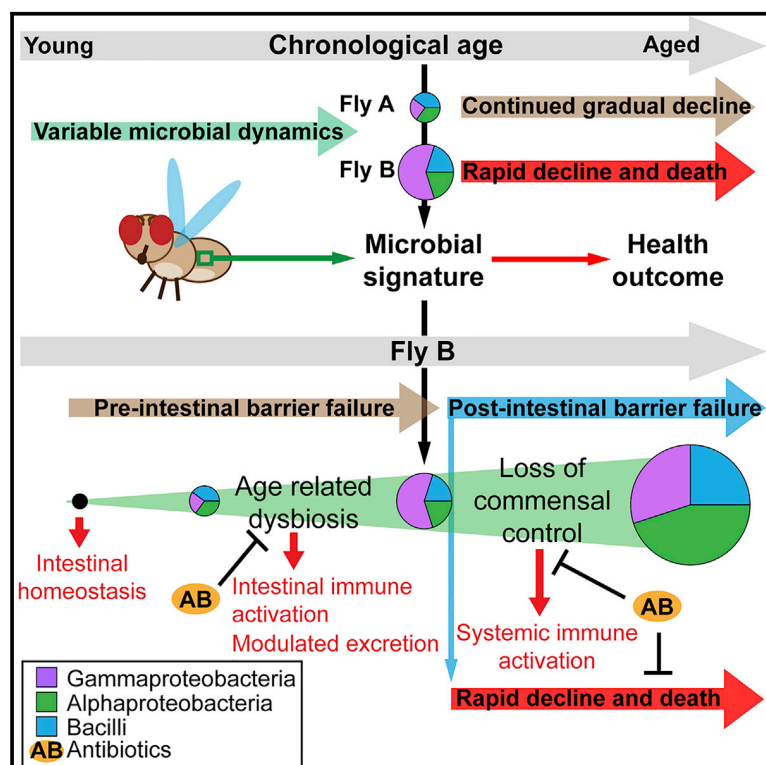 Young
Chronological age
Aged
Fly A
Continued gradual decline
Variable microbial dynamics
Fly B
Rapid decline and death
Microbial
signature
Health
outcome
Fly B
Pre-intestinal barrier failure
Post-intestinal barrier failure
Age related
dysbiosis
Loss of
commensal
control
Intestinal
homeostasis
AB
Intestinal immune
activation
Modulated excretion
AB
Systemic immune
activation
Rapid decline and death
Gammaproteobacteria
Alphaproteobacteria
Bacilli
AB Antibiotics